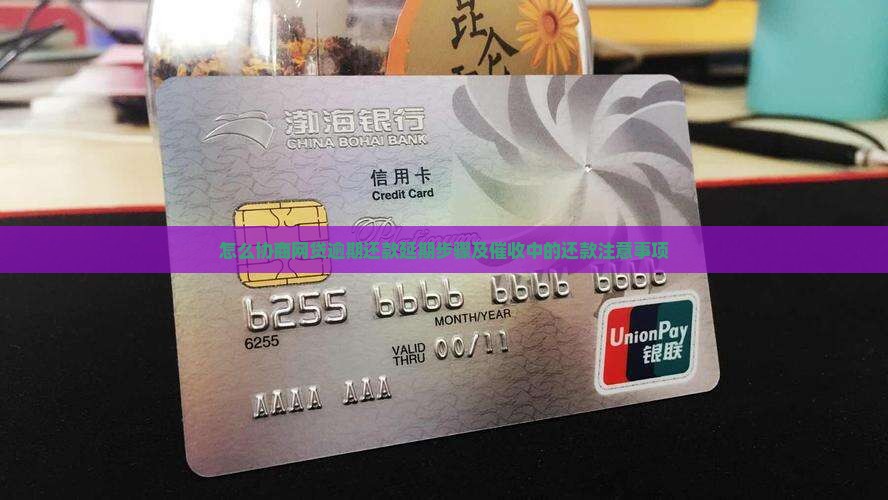 昆
仑
渤海银行
CHINA BOHAI BANK
信用卡
Credit Card
怎么协商网贷逾期还款延期步骤及催收中的还款注意事项
6255 6666 6666 6666
6255
MONTH/YEAR
VALID THRU 00/11
AAAA AAA
UnionPay
银联